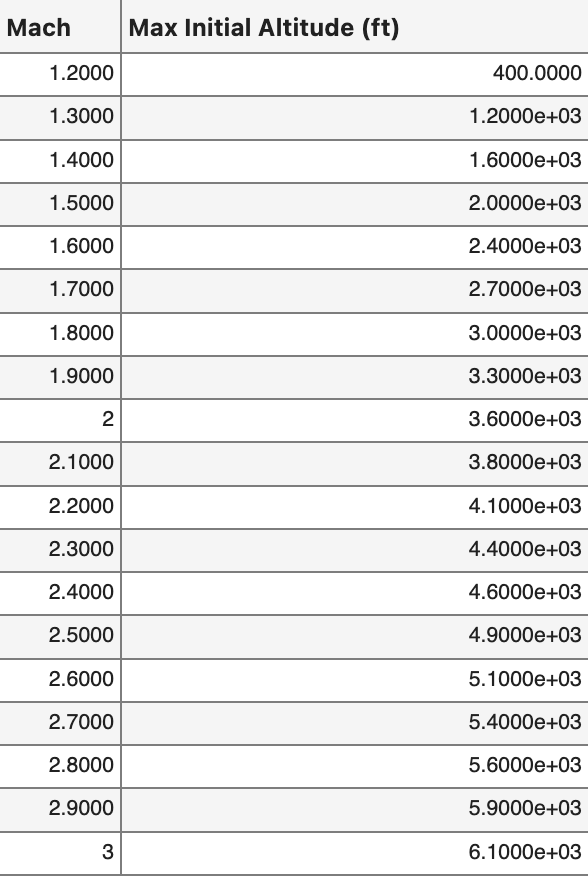 Mach Max Initial Altitude (ft)
1.2000 400.0000
1.3000 1.2000e+03
1.4000 1.6000e+03
1.5000 2.0000e+03
1.6000 2.4000e+03
1.7000 2.7000e+03
1.8000 3.0000e+03
1.9000 3.3000e+03
2 3.6000e+03
2.1000 3.8000e+03
2.2000 4.1000e+03
2.3000 4.4000e+03
2.4000 4.6000e+03
2.5000 4.9000e+03
2.6000 5.1000e+03
2.7000 5.4000e+03
2.8000 5.6000e+03
2.9000 5.9000e+03
3 6.1000e+03